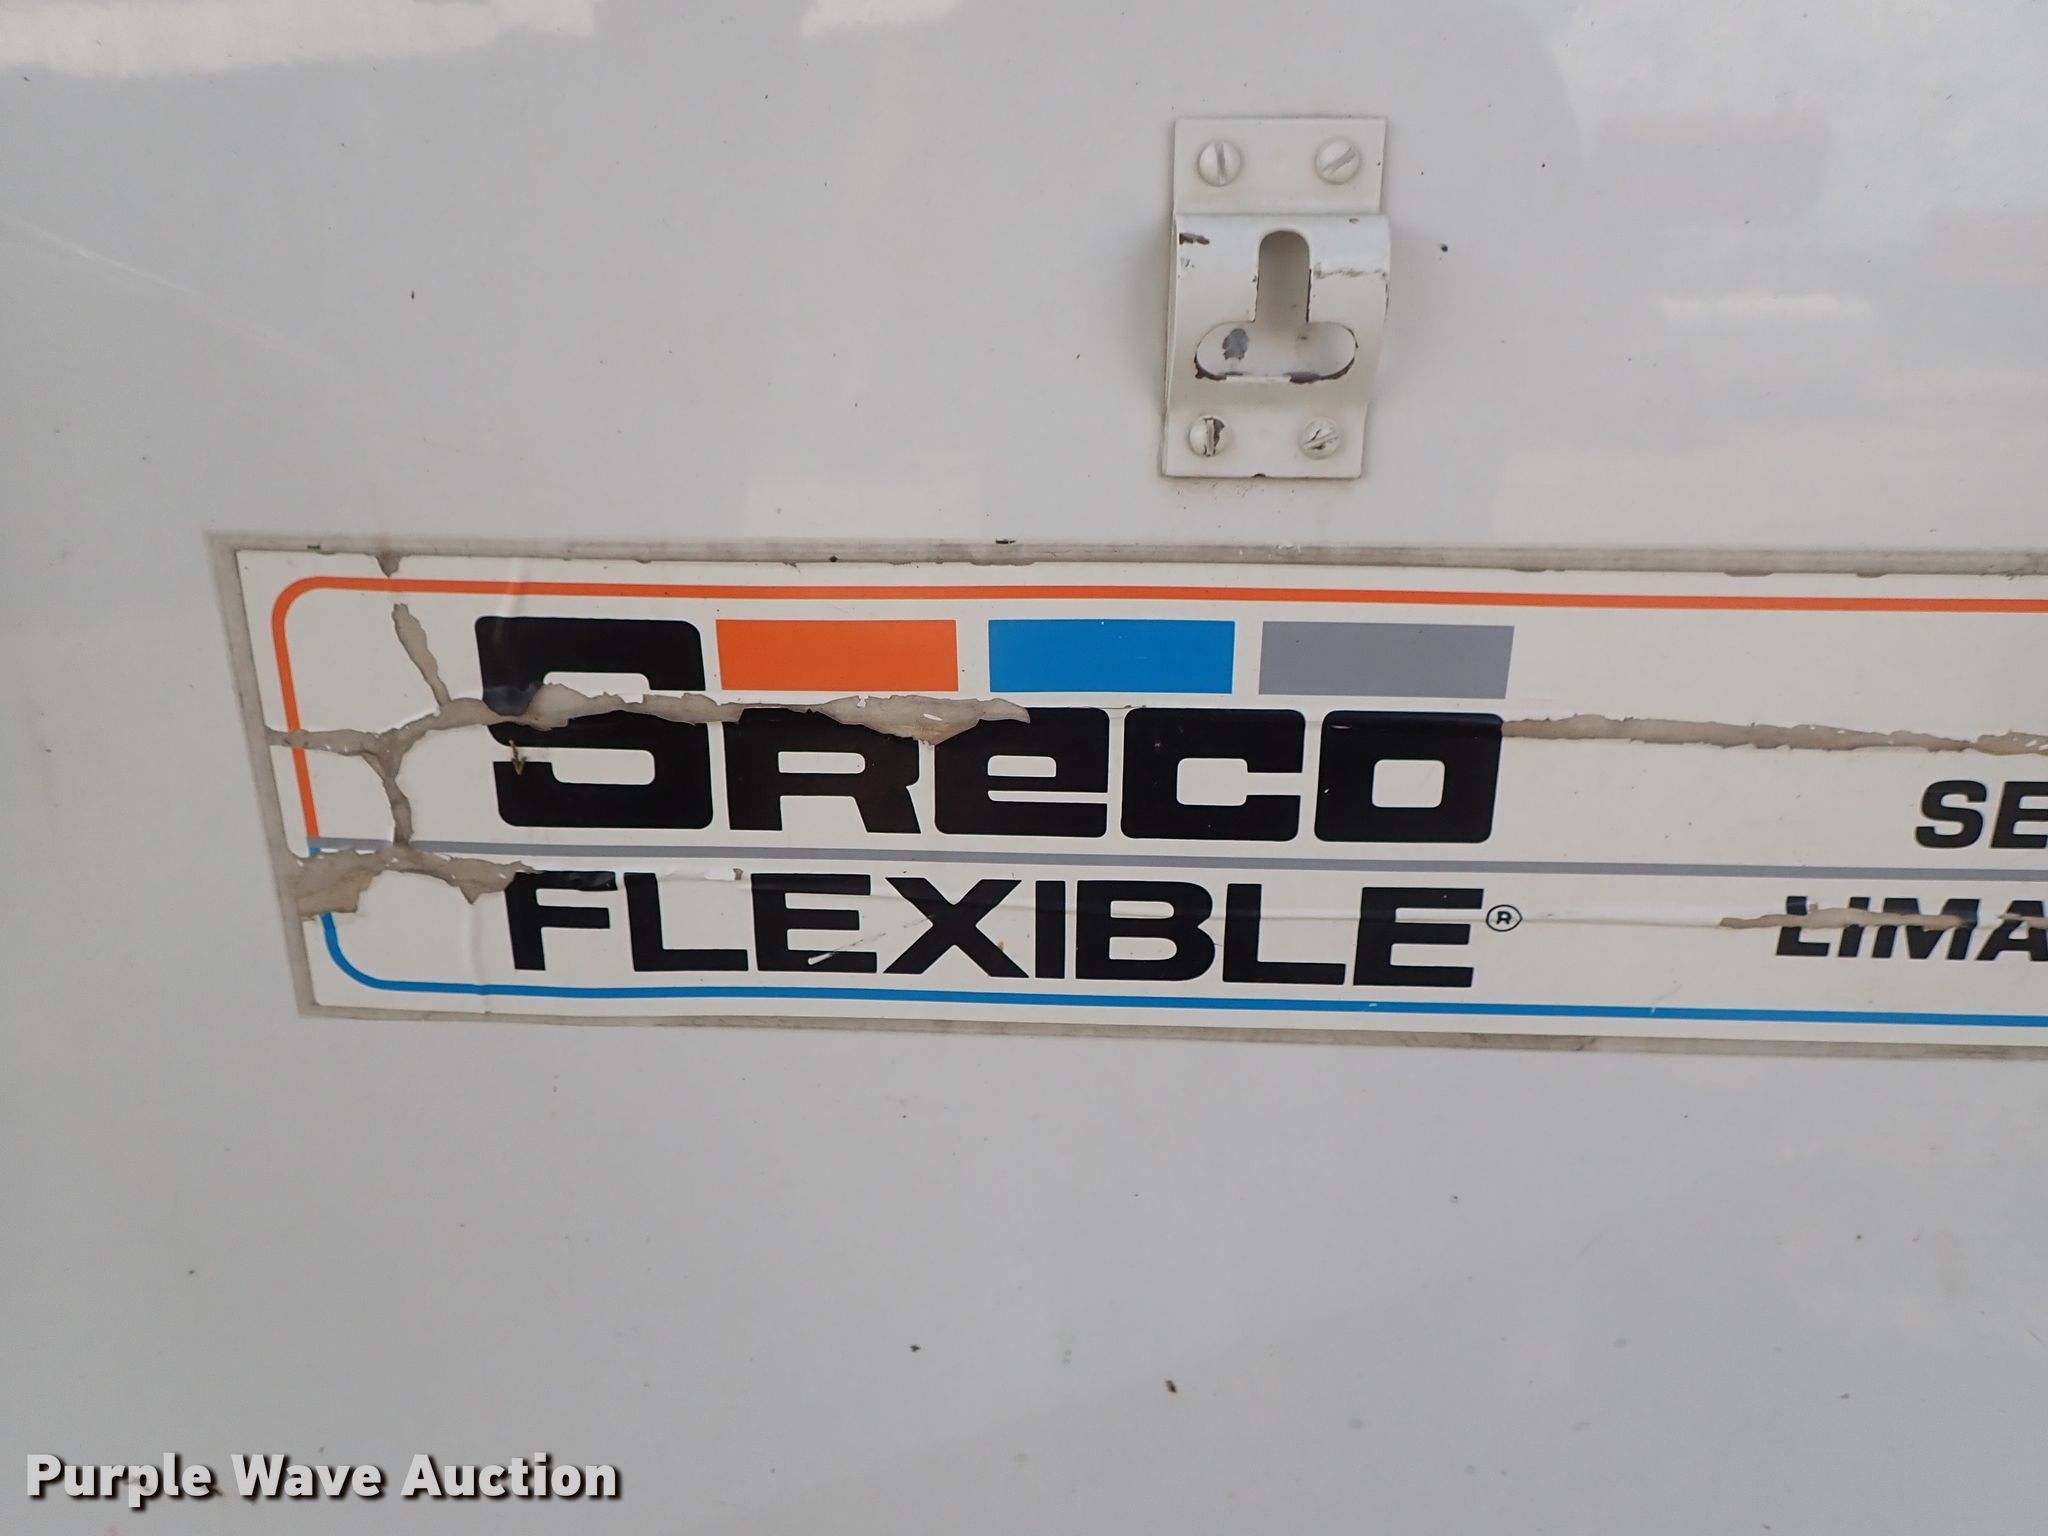 Sreco
FLEXIBLE®
SE
LIMA
Purple Wave Auction